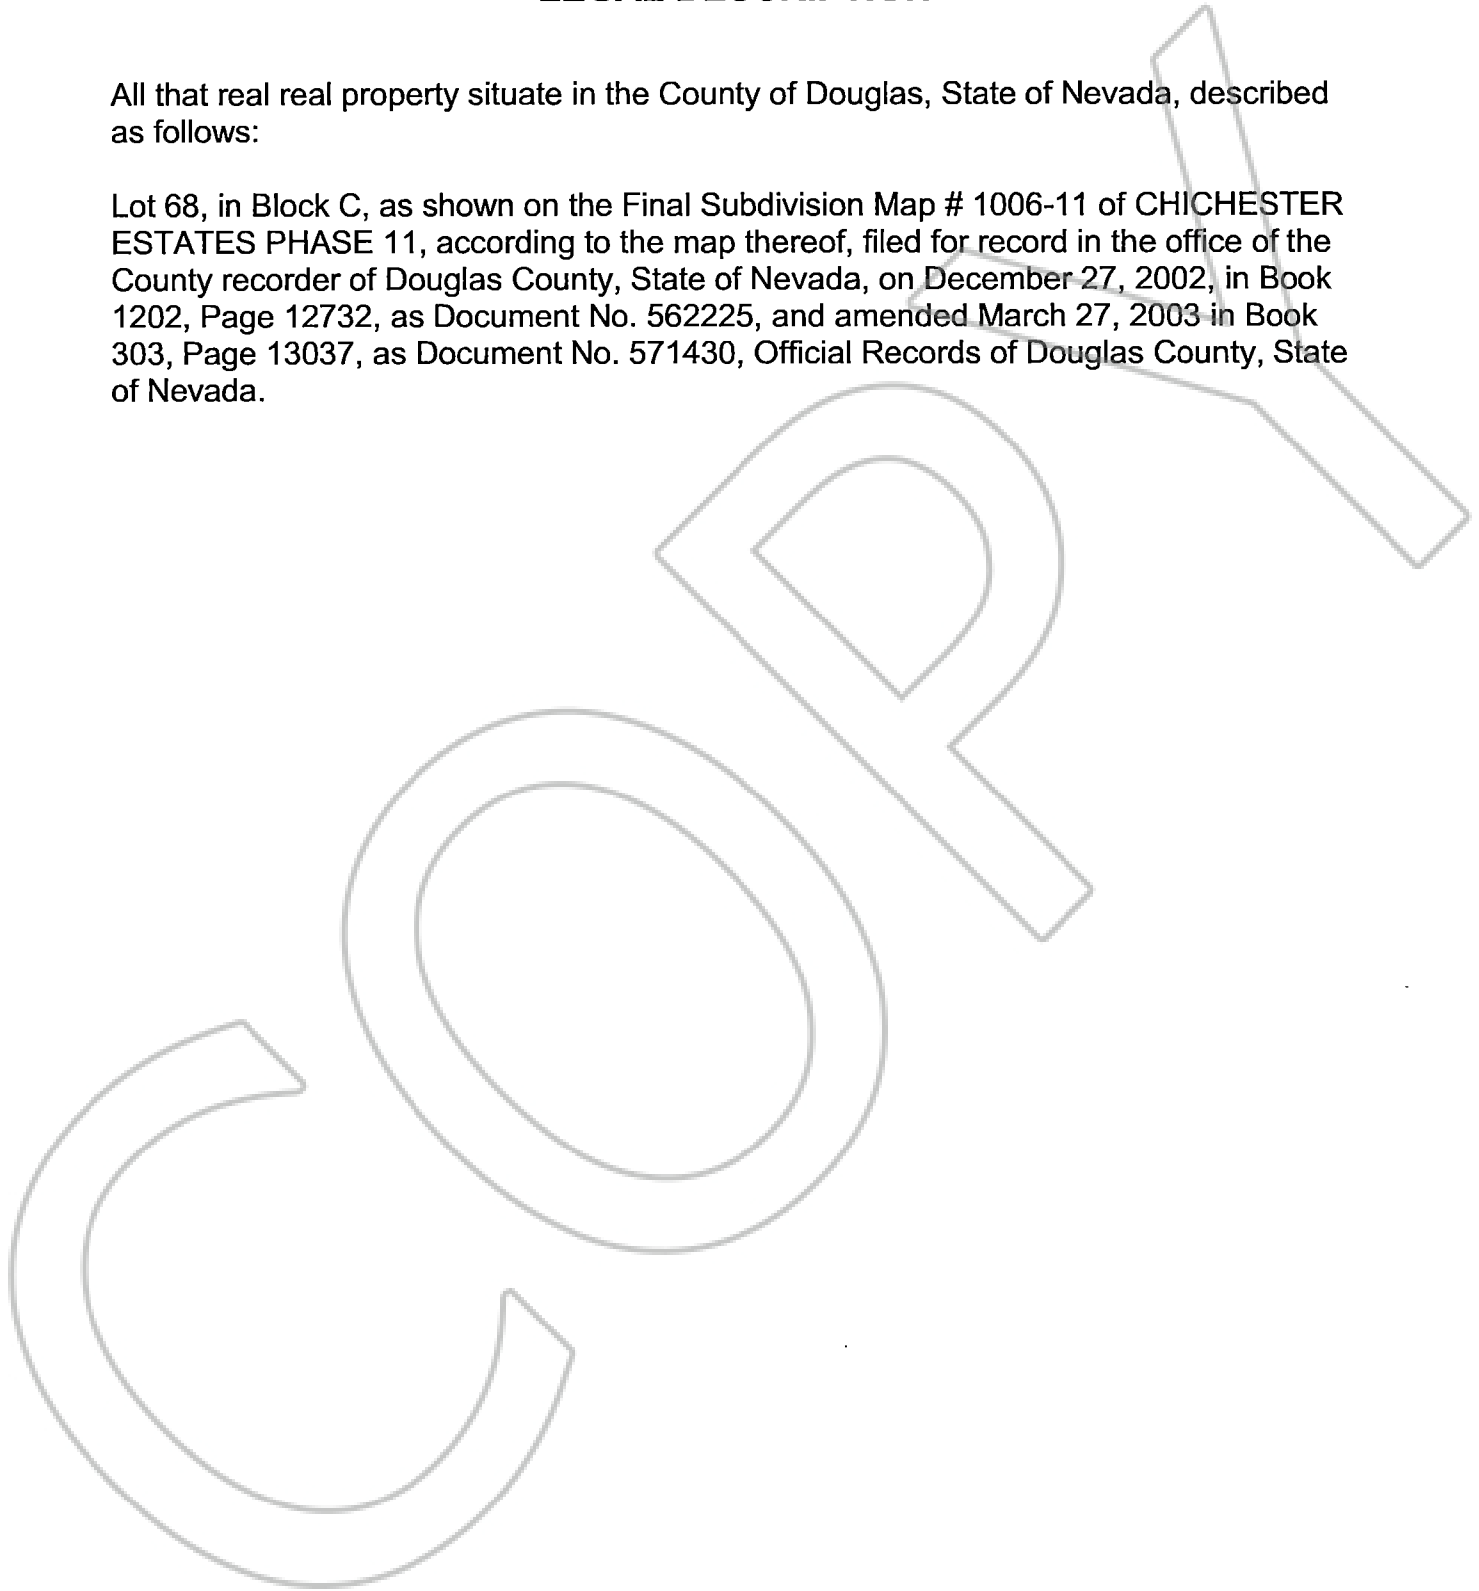 All that real real property situate in the County of Douglas, State of Nevada, described
as follows:
Lot 68, in Block C, as shown on the Final Subdivision Map # 1006-11 of CHICHESTER
ESTATES PHASE 11, according to the map thereof, filed for record in the office of the
County recorder of Douglas County, State of Nevada, on December 27, 2002, in Book
1202, Page 12732, as Document No. 562225, and amended March 27, 2003 in Book
303, Page 13037, as Document No. 571430, Official Records of Douglas County, State
of Nevada.
COPY